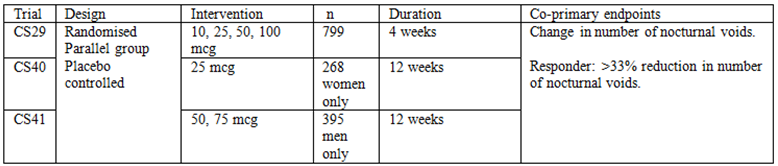 Trial Design Intervention n Duration Co-primary endpoints
CS29 Randomised 10, 25, 50, 100 799 4 weeks Change in number of nocturnal voids.
Parallel group mcg
CS40 Placebo 25 mcg 268 12 weeks Responder: >33% reduction in number
controlled women of nocturnal voids.
only
CS41 50, 75 mcg 395 12 weeks
men
only